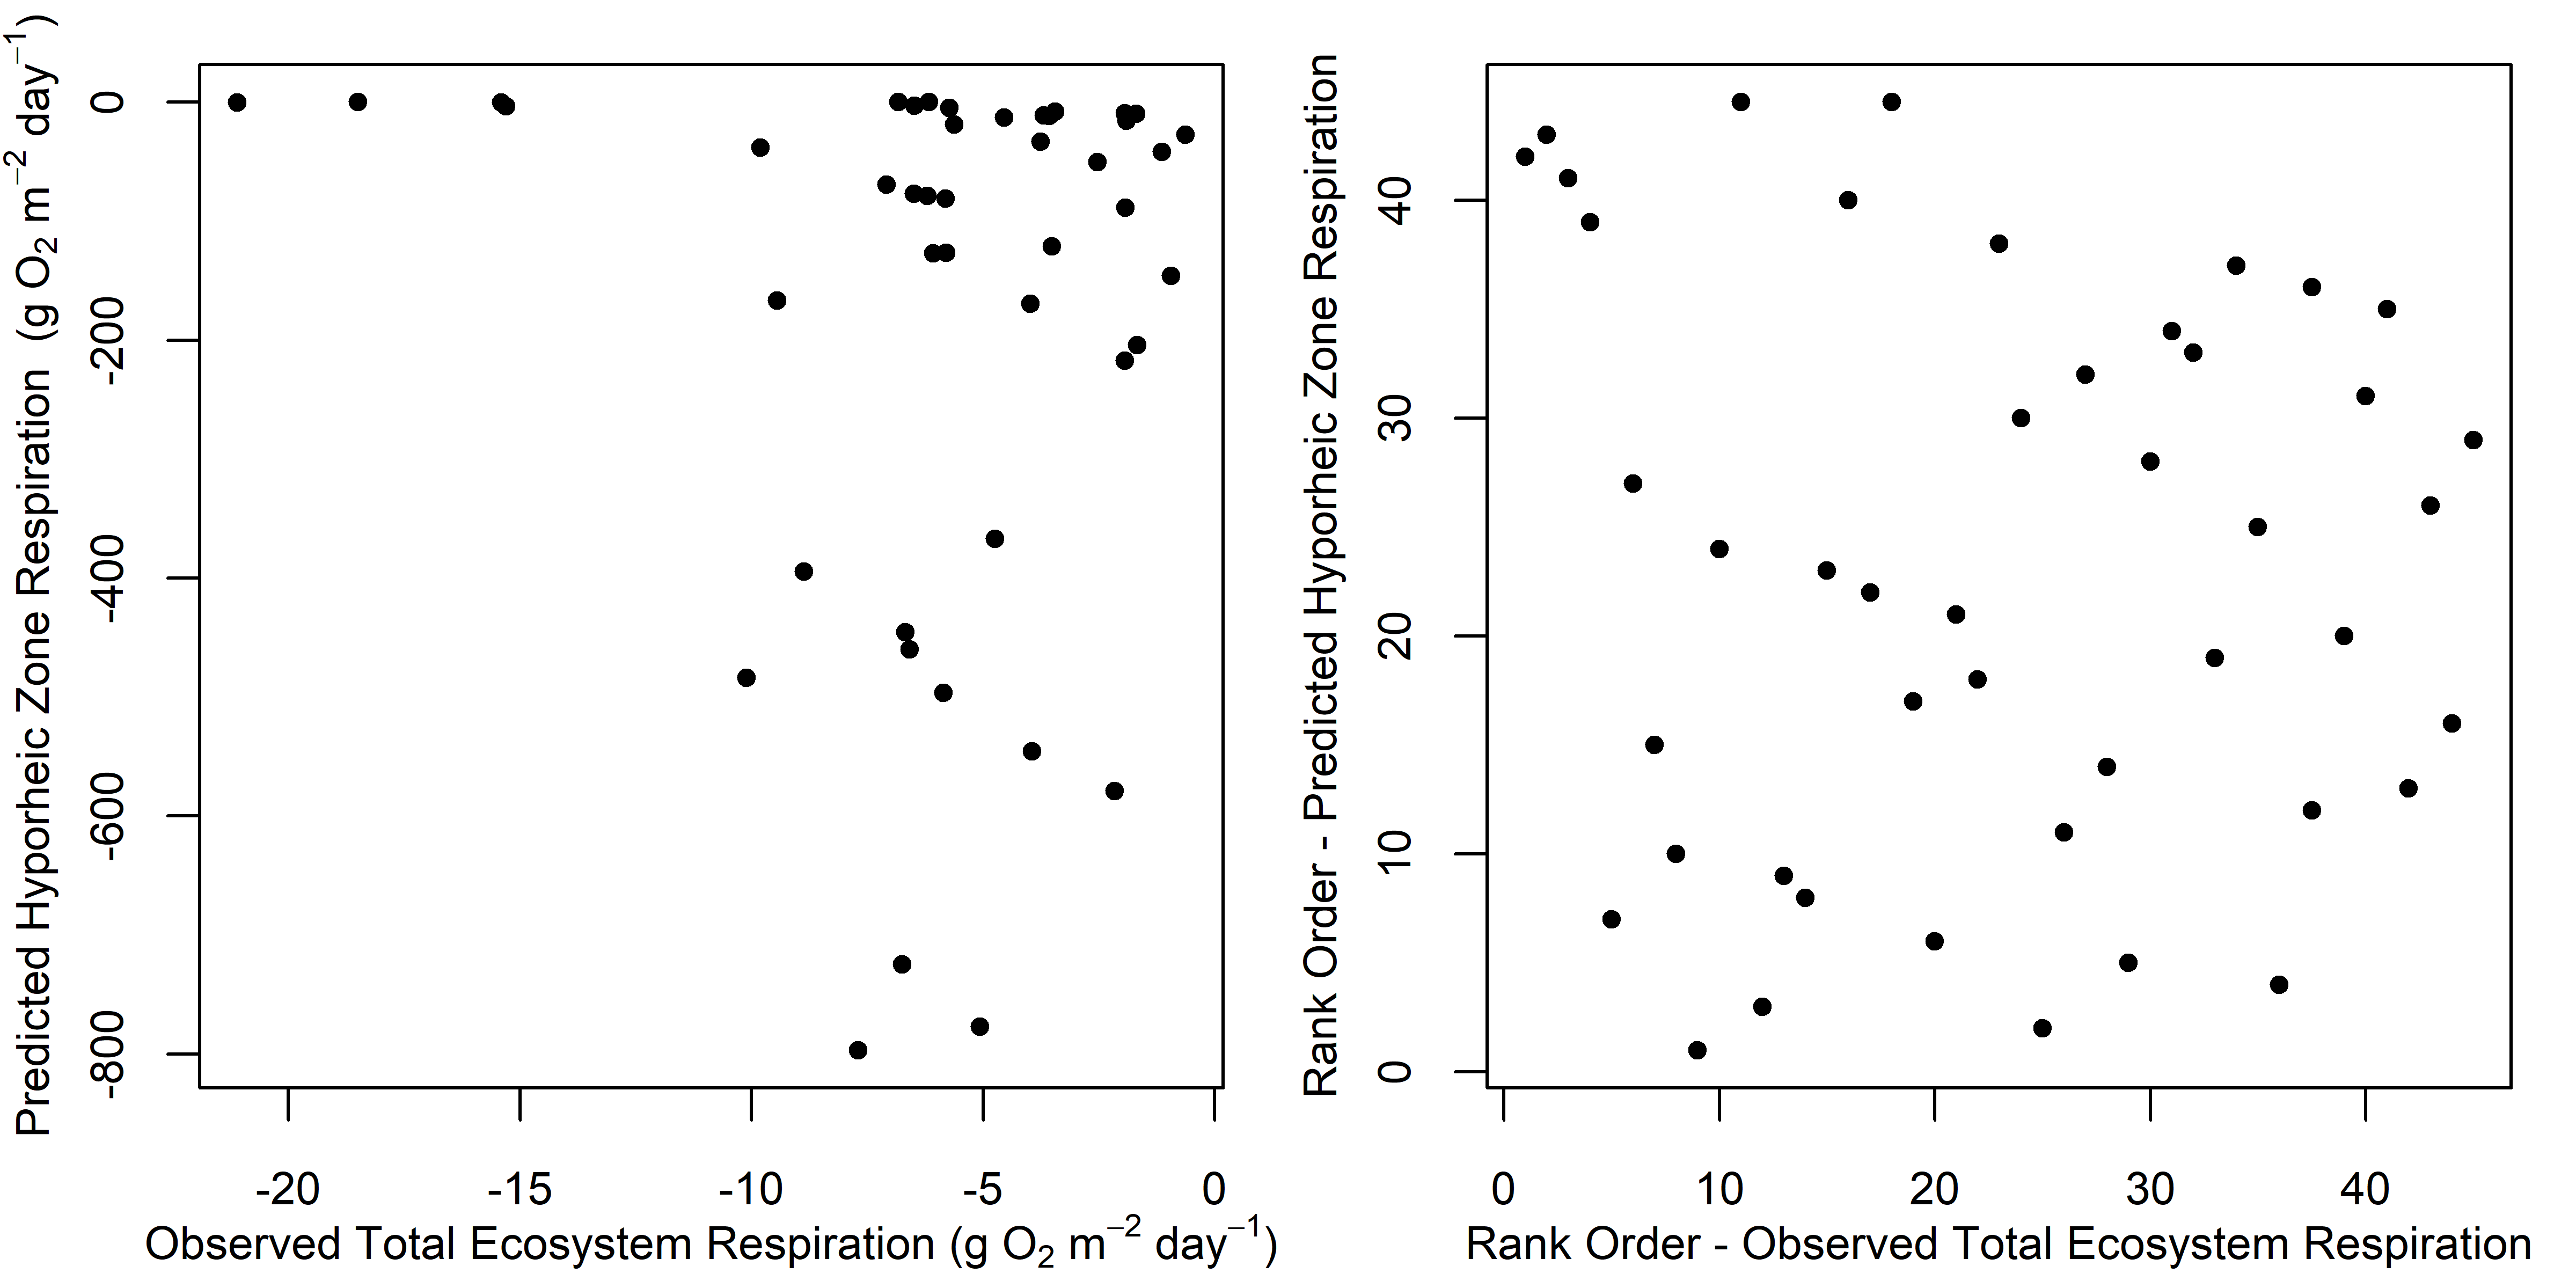 Predicted Hyporheic Zone Respiration (g O₂ m⁻² day⁻¹)
0
-200
-400
-600
-800
-20 -15 -10 -5 0
Observed Total Ecosystem Respiration (g O₂ m⁻² day⁻¹)
Rank Order - Predicted Hyporheic Zone Respiration
40
30
20
10
0
0 10 20 30 40
Rank Order - Observed Total Ecosystem Respiration